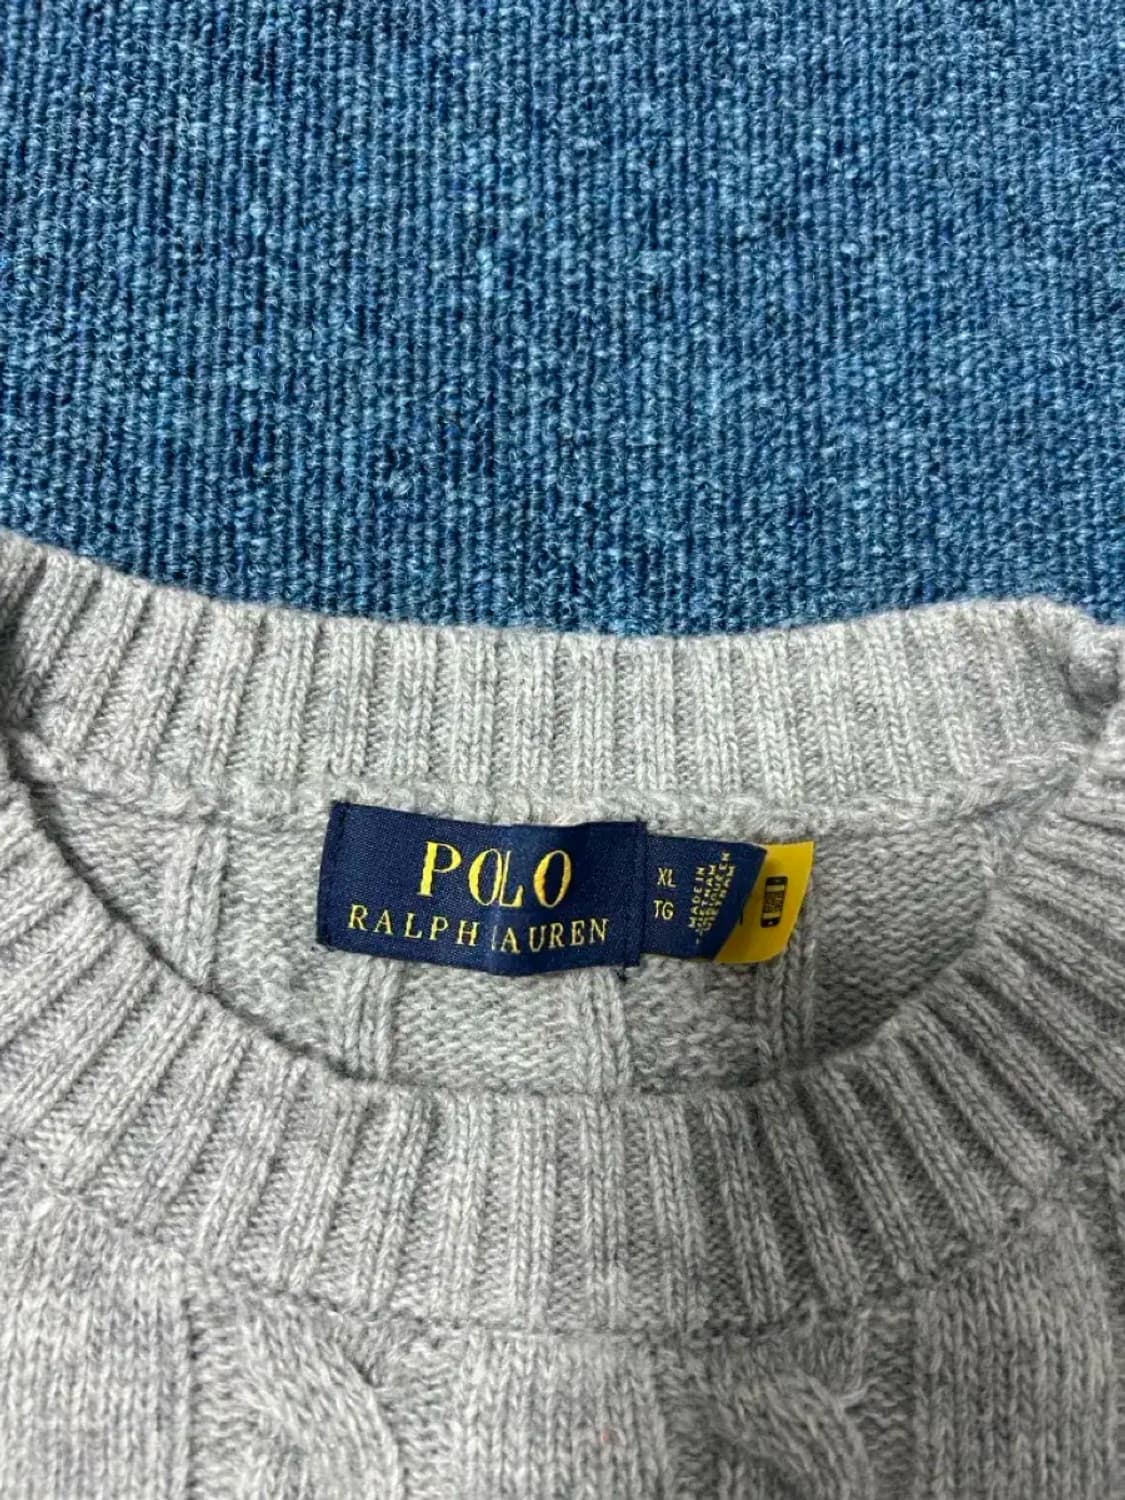 POLO
RALPH LAUREN
XL
TG
MADE IN
VIETNAM